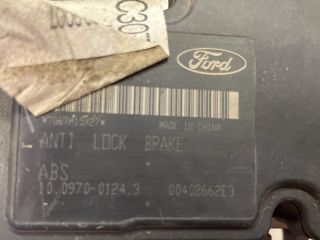 C30
Ford
MADE IN CHINA
ANTI LOCK BRAKE
ABS
10.0970-0124.3 00402662E3